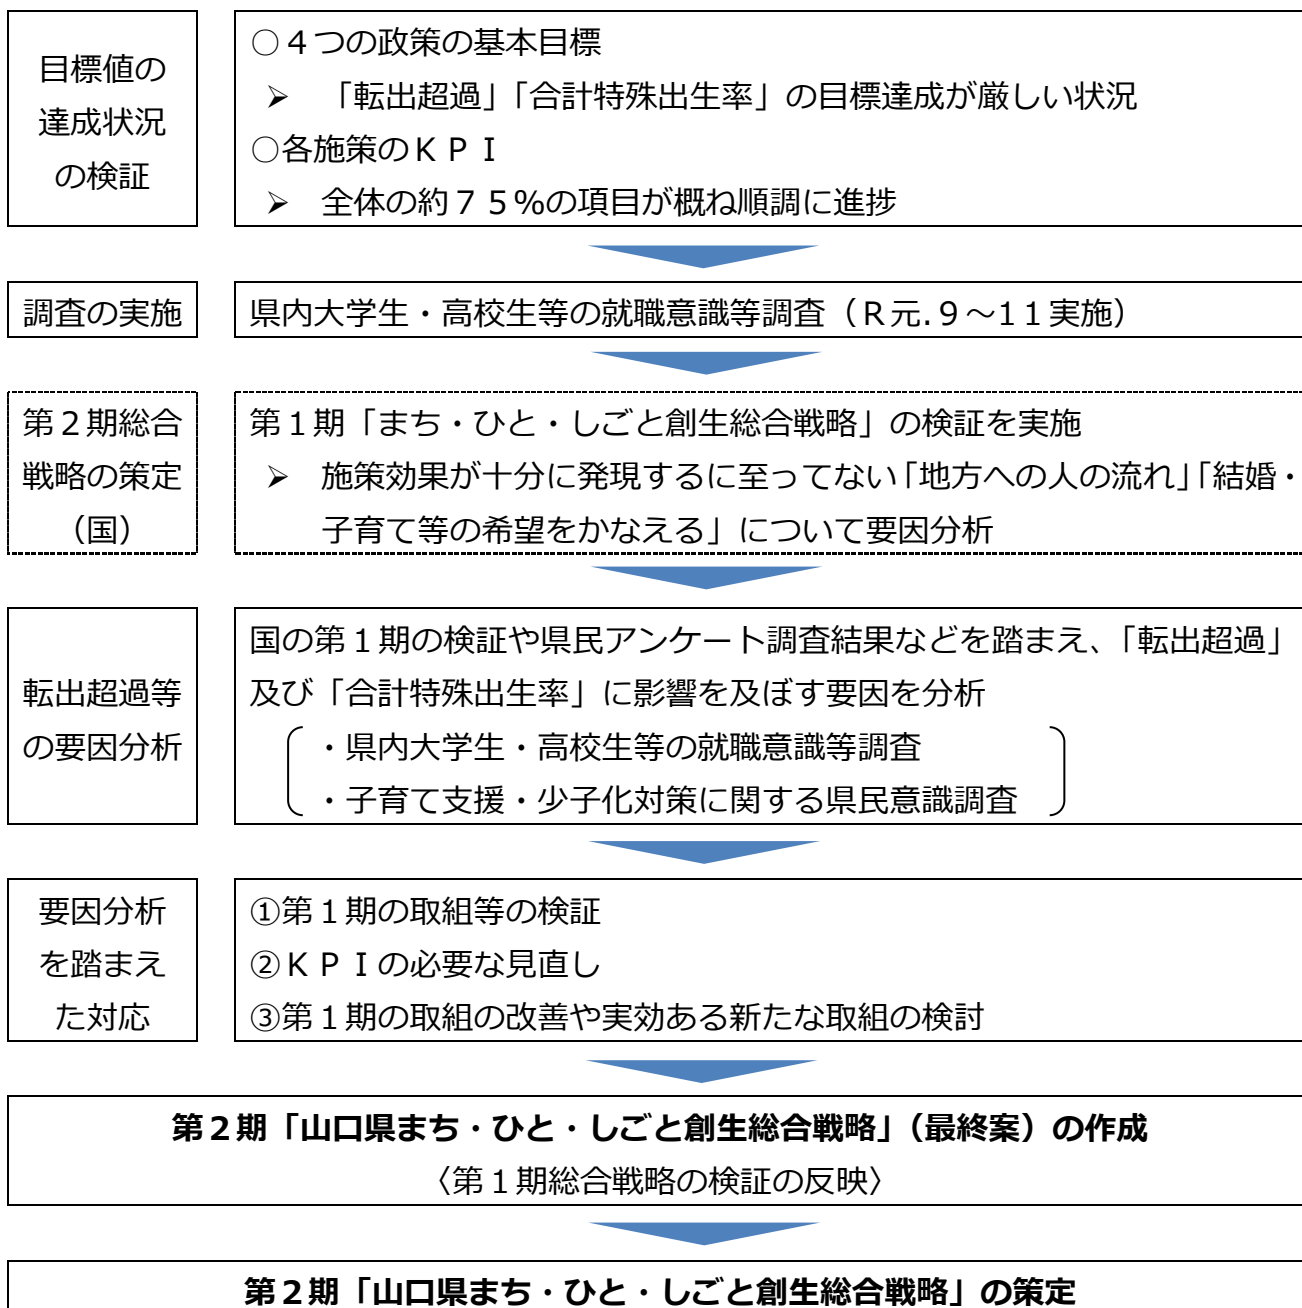 目標値の
達成状況
の検証
○４つの政策の基本目標
➢ 「転出超過」「合計特殊出生率」の目標達成が厳しい状況
○各施策のＫＰＩ
➢ 全体の約７５％の項目が概ね順調に進捗
調査の実施
県内大学生・高校生等の就職意識等調査（Ｒ元.９～１１実施）
第２期総合
戦略の策定
（国）
第１期「まち・ひと・しごと創生総合戦略」の検証を実施
➢ 施策効果が十分に発現するに至ってない「地方への人の流れ」「結婚・
子育て等の希望をかなえる」について要因分析
転出超過等
の要因分析
国の第１期の検証や県民アンケート調査結果などを踏まえ、「転出超過」
及び「合計特殊出生率」に影響を及ぼす要因を分析
・県内大学生・高校生等の就職意識等調査
・子育て支援・少子化対策に関する県民意識調査
要因分析
を踏まえ
た対応
①第１期の取組等の検証
②ＫＰＩの必要な見直し
③第１期の取組の改善や実効ある新たな取組の検討
第２期「山口県まち・ひと・しごと創生総合戦略」（最終案）の作成
〈第１期総合戦略の検証の反映〉
第２期「山口県まち・ひと・しごと創生総合戦略」の策定